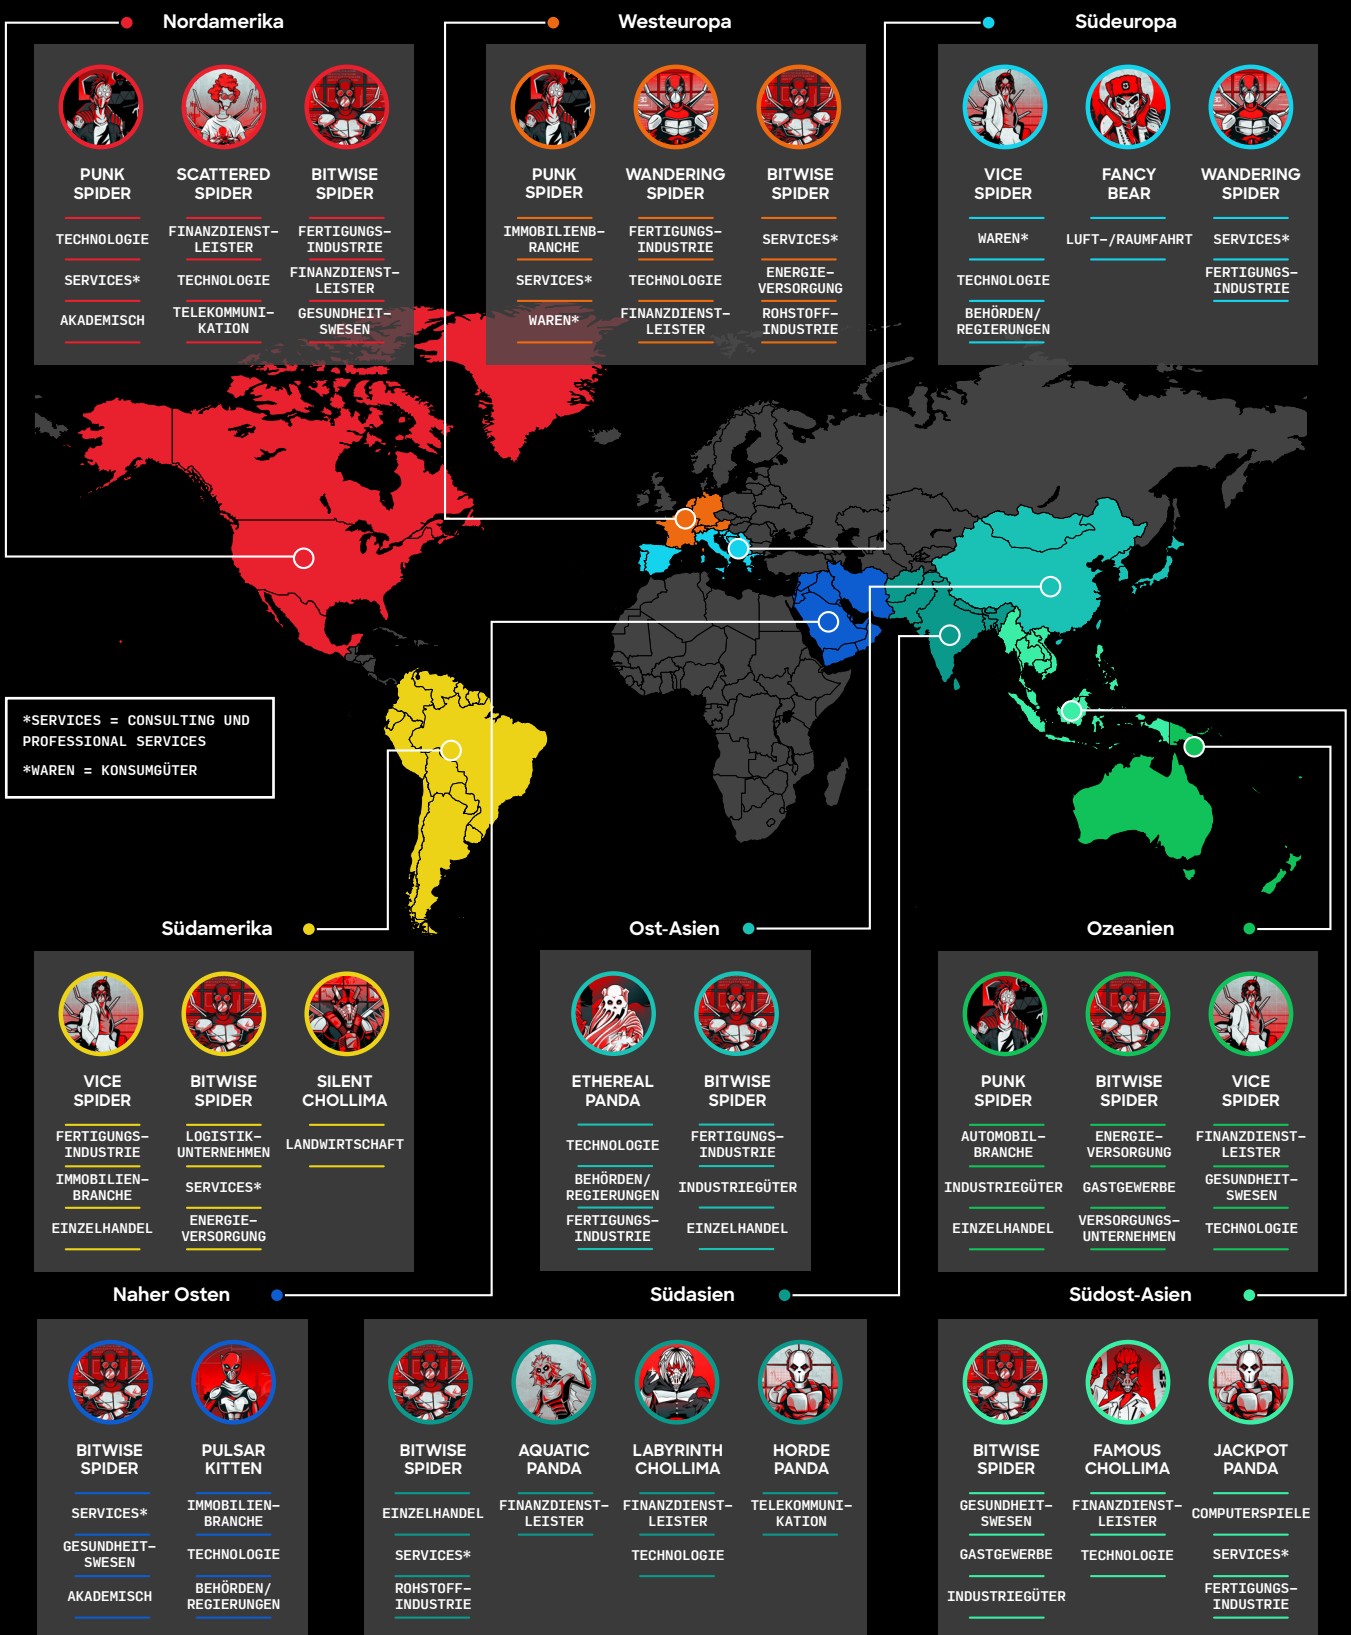 Nordamerika
PUNK
SPIDER
TECHNOLOGIE
SERVICES*
AKADEMISCH
SCATTERED
SPIDER
FINANZDIENST-
LEISTER
TECHNOLOGIE
TELEKOMMUNI-
KATION
BITWISE
SPIDER
FERTIGUNGS-
INDUSTRIE
FINANZDIENST-
LEISTER
GESUNDHEIT-
SWESEN
Westeuropa
PUNK
SPIDER
IMMOBILIENB-
RANCHE
SERVICES*
WAREN*
WANDERING
SPIDER
FERTIGUNGS-
INDUSTRIE
TECHNOLOGIE
FINANZDIENST-
LEISTER
BITWISE
SPIDER
SERVICES*
ENERGIE-
VERSORGUNG
ROHSTOFF-
INDUSTRIE
Südeuropa
VICE
SPIDER
WAREN*
TECHNOLOGIE
BEHÖRDEN/
REGIERUNGEN
FANCY
BEAR
LUFT-/RAUMFAHRT
WANDERING
SPIDER
SERVICES*
FERTIGUNGS-
INDUSTRIE
*SERVICES = CONSULTING UND
PROFESSIONAL SERVICES
*WAREN = KONSUMGÜTER
Südamerika
VICE
SPIDER
FERTIGUNGS-
INDUSTRIE
IMMOBILIEN-
BRANCHE
EINZELHANDEL
BITWISE
SPIDER
LOGISTIK-
UNTERNEHMEN
SERVICES*
ENERGIE-
VERSORGUNG
SILENT
CHOLLIMA
LANDWIRTSCHAFT
Ost-Asien
ETHEREAL
PANDA
TECHNOLOGIE
BEHÖRDEN/
REGIERUNGEN
FERTIGUNGS-
INDUSTRIE
BITWISE
SPIDER
FERTIGUNGS-
INDUSTRIE
INDUSTRIEGÜTER
EINZELHANDEL
Ozeanien
PUNK
SPIDER
AUTOMOBIL-
BRANCHE
INDUSTRIEGÜTER
EINZELHANDEL
BITWISE
SPIDER
ENERGIE-
VERSORGUNG
GASTGEWERBE
VERSORGUNGS-
UNTERNEHMEN
VICE
SPIDER
FINANZDIENST-
LEISTER
GESUNDHEIT-
SWESEN
TECHNOLOGIE
Naher Osten
BITWISE
SPIDER
SERVICES*
GESUNDHEIT-
SWESEN
AKADEMISCH
PULSAR
KITTEN
IMMOBILIEN-
BRANCHE
TECHNOLOGIE
BEHÖRDEN/
REGIERUNGEN
Südasien
BITWISE
SPIDER
EINZELHANDEL
SERVICES*
ROHSTOFF-
INDUSTRIE
AQUATIC
PANDA
FINANZDIENST-
LEISTER
LABYRINTH
CHOLLIMA
FINANZDIENST-
LEISTER
TECHNOLOGIE
HORDE
PANDA
TELEKOMMUNI-
KATION
Südost-Asien
BITWISE
SPIDER
GESUNDHEIT-
SWESEN
GASTGEWERBE
INDUSTRIEGÜTER
FAMOUS
CHOLLIMA
FINANZDIENST-
LEISTER
TECHNOLOGIE
JACKPOT
PANDA
COMPUTERSPIELE
SERVICES*
FERTIGUNGS-
INDUSTRIE